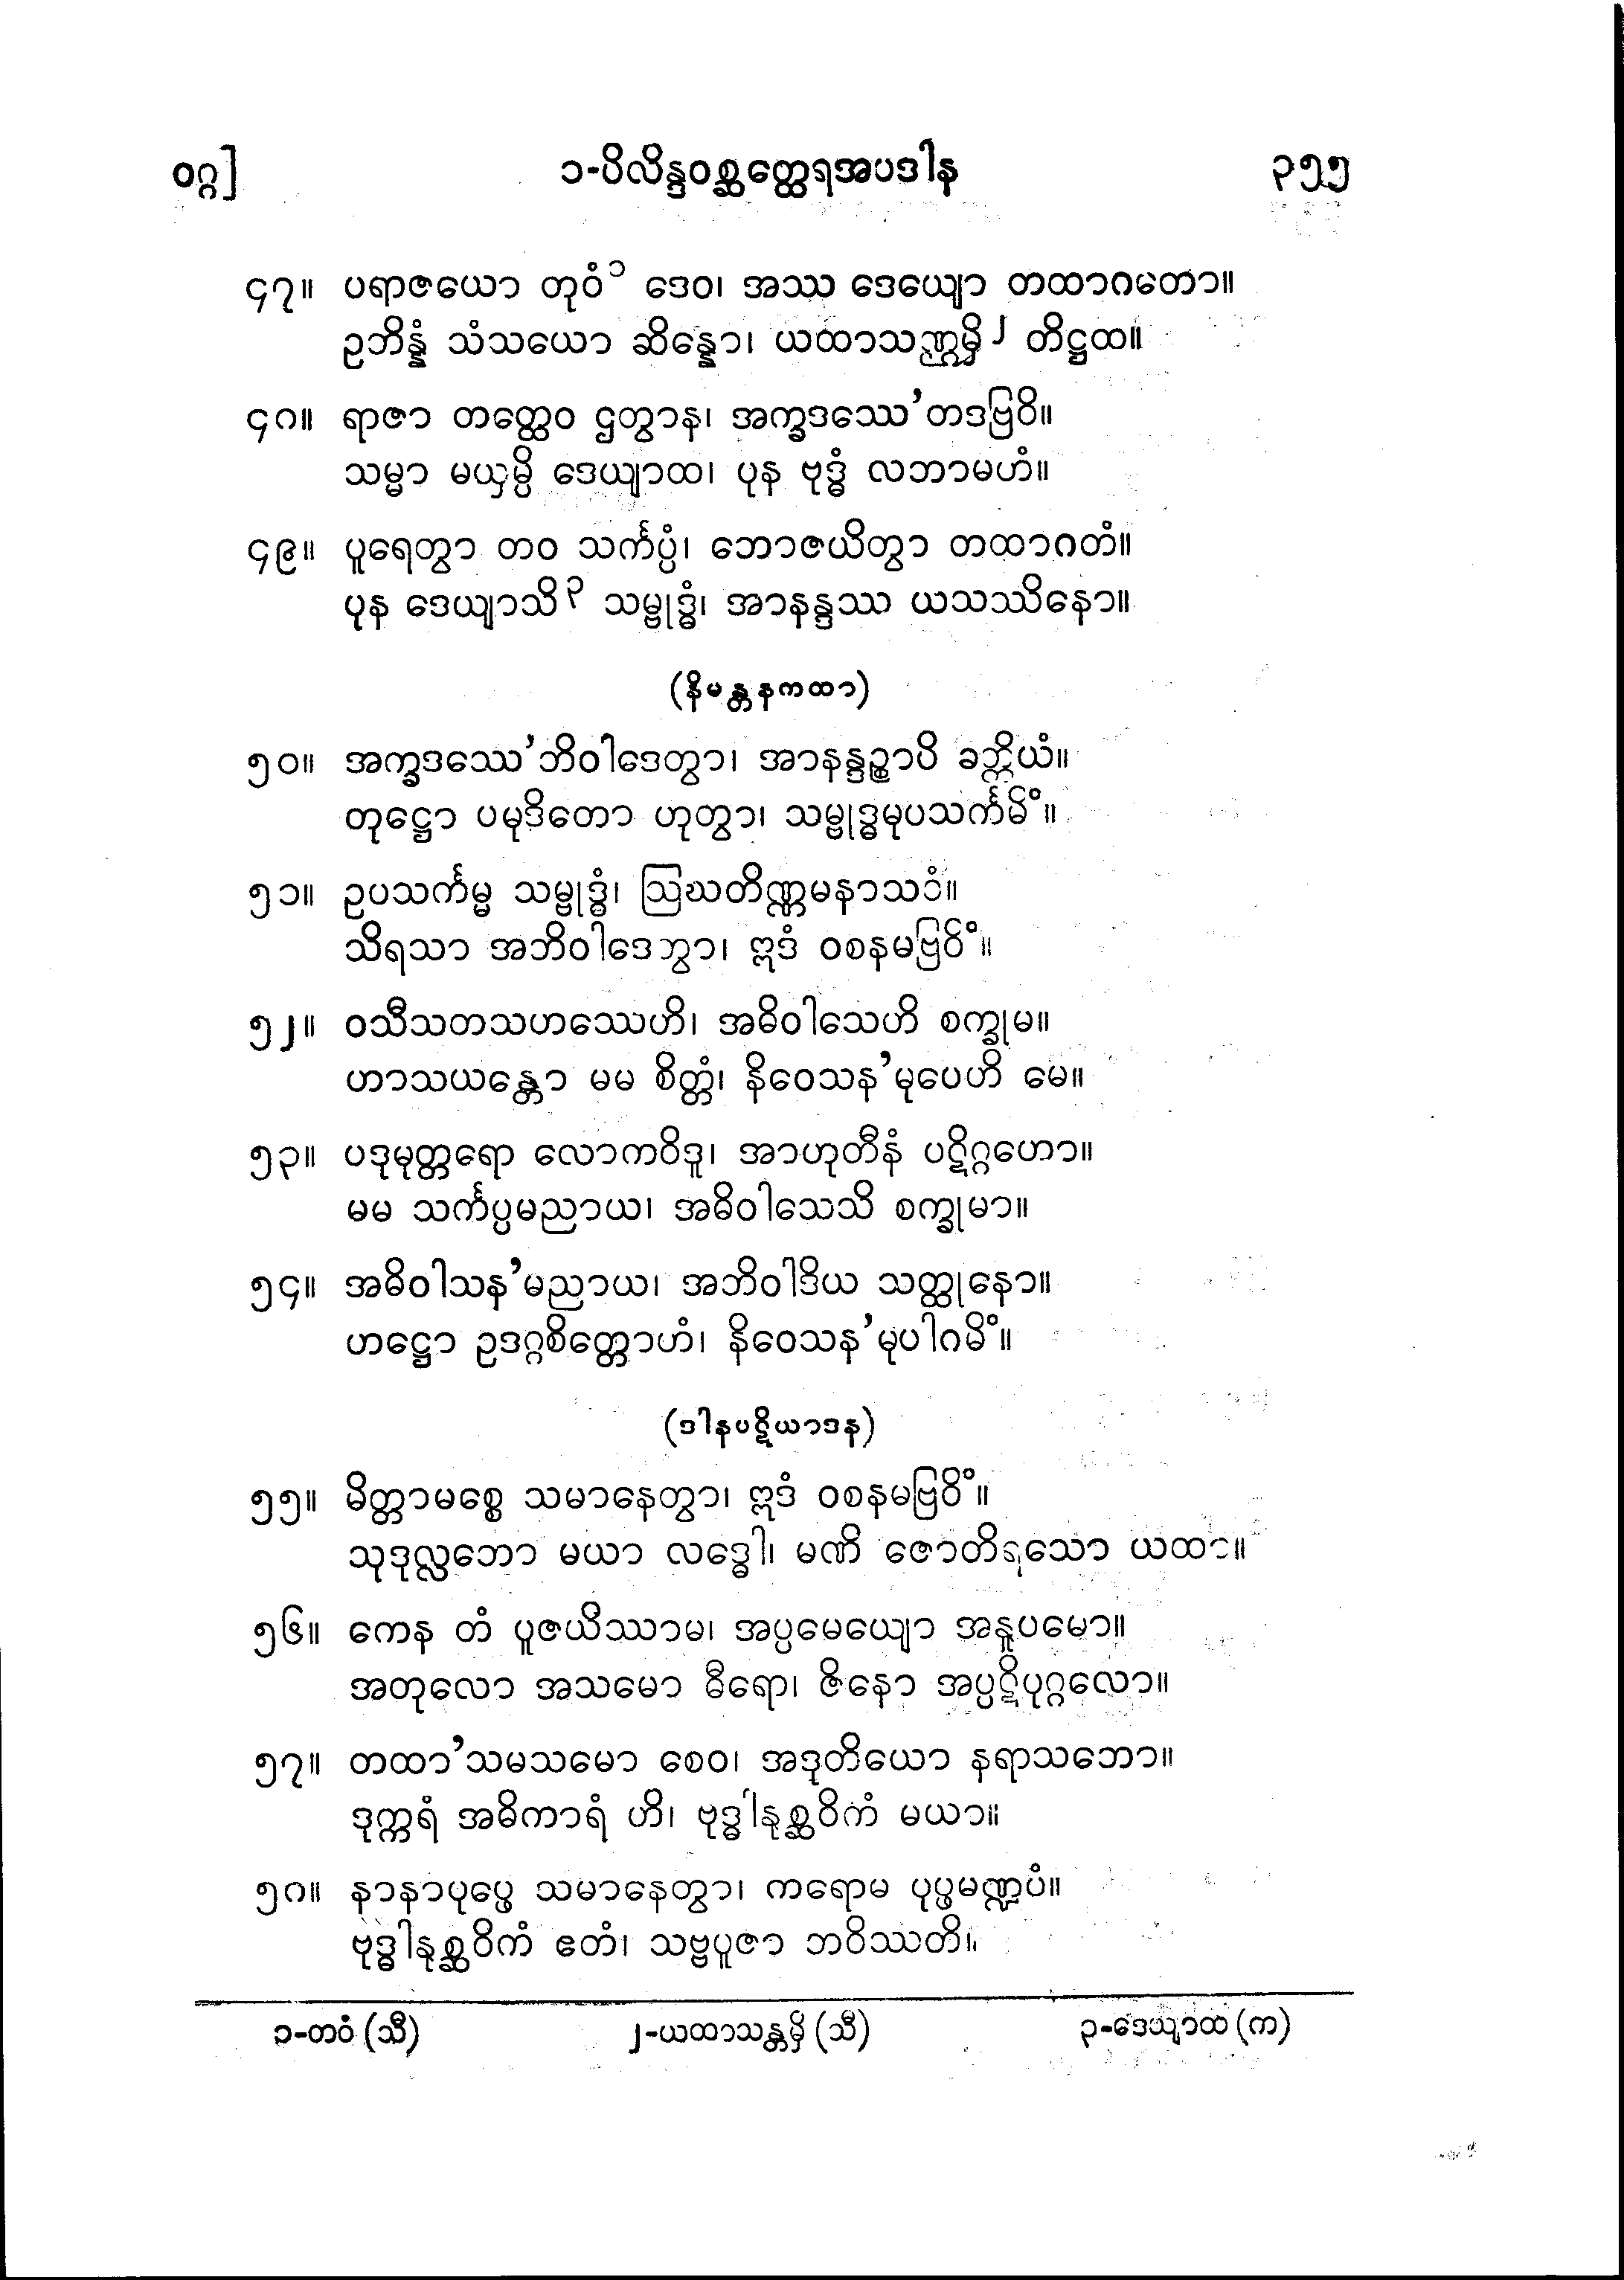 ဝဂ္ဂ]
၁-ပိလိန္ဒဝစ္ဆတ္ထေရအပဒါန
၃၅၅
၄၇။ ပရာဇယော တုဝံ၁ ဒေဝ၊ အဿ ဒေယျော တထာဂတော။
ဥဘိန္နံ သံသယော ဆိန္နော၊ ယထာသဏ္ဌမှိ၂ တိဋ္ဌထ။
၄၈။ ရာဇာ တတ္ထေဝ ဌတွာန၊ အက္ခဒဿေ’တဒဗြဝိ။
သမ္မာ မယှမ္ပိ ဒေယျာထ၊ ပုန ဗုဒ္ဓံ လဘာမဟံ။
၄၉။ ပူရေတွာ တဝ သင်္ကပ္ပံ၊ ဘောဇယိတွာ တထာဂတံ။
ပုန ဒေယျာသိ၃ သမ္ဗုဒ္ဓံ၊ အာနန္ဒဿ ယသဿိနော။
(နိမန္တနကထာ)
၅၀။ အက္ခဒဿေ’ဘိဝါဒေတွာ၊ အာနန္ဒဉ္စာပိ ခတ္တိယံ။
တုဋ္ဌော ပမုဒိတော ဟုတွာ၊ သမ္ဗုဒ္ဓမုပသင်္ကမိံ။
၅၁။ ဥပသင်္ကမ္မ သမ္ဗုဒ္ဓံ၊ ဩဃတိဏ္ဏမနာသဝံ။
သိရသာ အဘိဝါဒေတွာ၊ ဣဒံ ဝစနမဗြဝိံ။
၅၂။ ဝသီသတသဟဿေဟိ၊ အဓိဝါသေဟိ စက္ခုမ။
ဟာသယန္တော မမ စိတ္တံ၊ နိဝေသန’မုပေဟိ မေ။
၅၃။ ပဒုမုတ္တရော လောကဝိဒူ၊ အာဟုတီနံ ပဋိဂ္ဂဟော။
မမ သင်္ကပ္ပမညာယ၊ အဓိဝါသေသိ စက္ခုမာ။
၅၄။ အဓိဝါသန’မညာယ၊ အဘိဝါဒိယ သတ္ထုနော။
ဟဋ္ဌော ဥဒဂ္ဂစိတ္တောဟံ၊ နိဝေသန’မုပါဂမိံ။
(ဒါနပဋိယာဒန)
၅၅။ မိတ္တာမစ္စေ သမာနေတွာ၊ ဣဒံ ဝစနမဗြဝိံ။
သုဒုလ္လဘော မယာ လဒ္ဓေါ၊ မဏိ ဇောတိရသော ယထာ။
၅၆။ ကေန တံ ပူဇယိဿာမ၊ အပ္ပမေယျော အနူပမော။
အတုလော အသမော ဓီရော၊ ဇိနော အပ္ပဋိပုဂ္ဂလော။
၅၇။ တထာ’သမသမော စေဝ၊ အဒုတိယော နရာသဘော။
ဒုက္ကရံ အဓိကာရံ ဟိ၊ ဗုဒ္ဓါနုစ္ဆဝိကံ မယာ။
၅၈။ နာနာပုပ္ဖေ သမာနေတွာ၊ ကရောမ ပုပ္ဖမဏ္ဍပံ။
ဗုဒ္ဓါနုစ္ဆဝိကံ ဧတံ၊ သဗ္ဗပူဇာ ဘဝိဿတိ။
၁-တဝံ (သီ) ၂-ယထာသန္တမှိ (သီ) ၃-ဒေယျာထ (က)